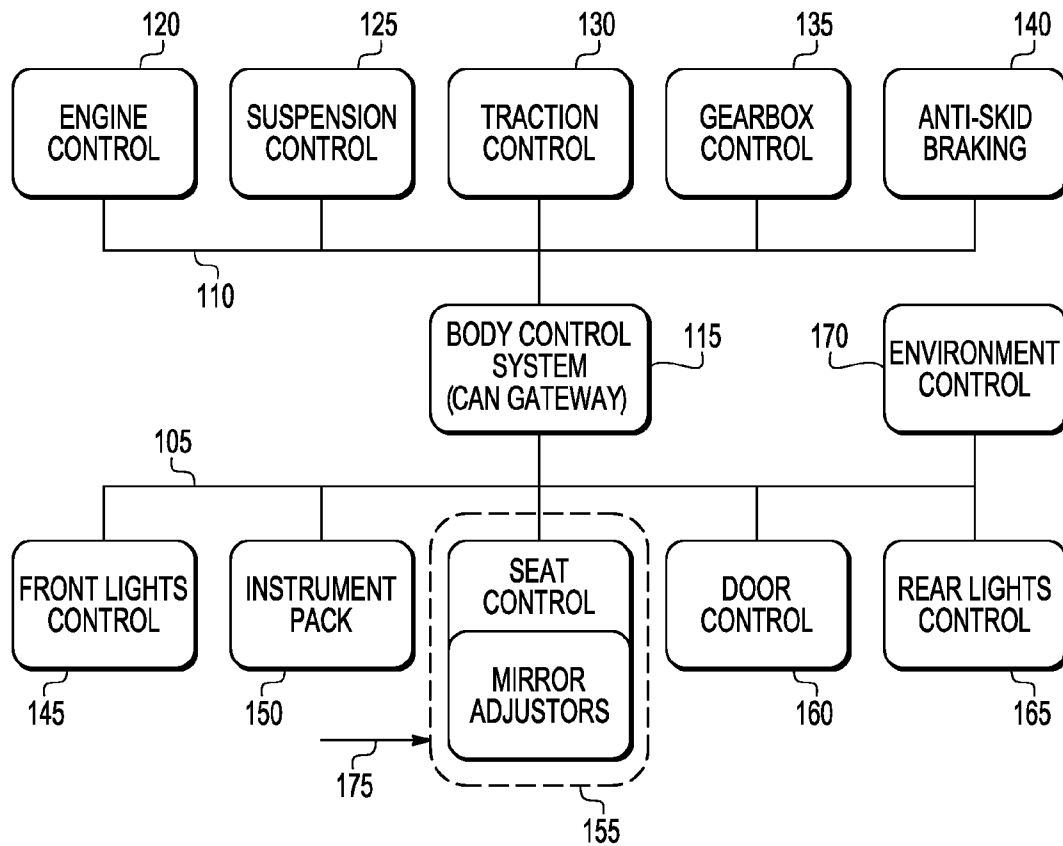 120
125
130
135
140
ENGINE
CONTROL
SUSPENSION
CONTROL
TRACTION
CONTROL
GEARBOX
CONTROL
ANTI-SKID
BRAKING
110
BODY CONTROL
SYSTEM
(CAN GATEWAY)
115
170
ENVIRONMENT
CONTROL
105
FRONT LIGHTS
CONTROL
INSTRUMENT
PACK
SEAT
CONTROL
MIRROR
ADJUSTORS
DOOR
CONTROL
REAR LIGHTS
CONTROL
145
150
160
165
175
155